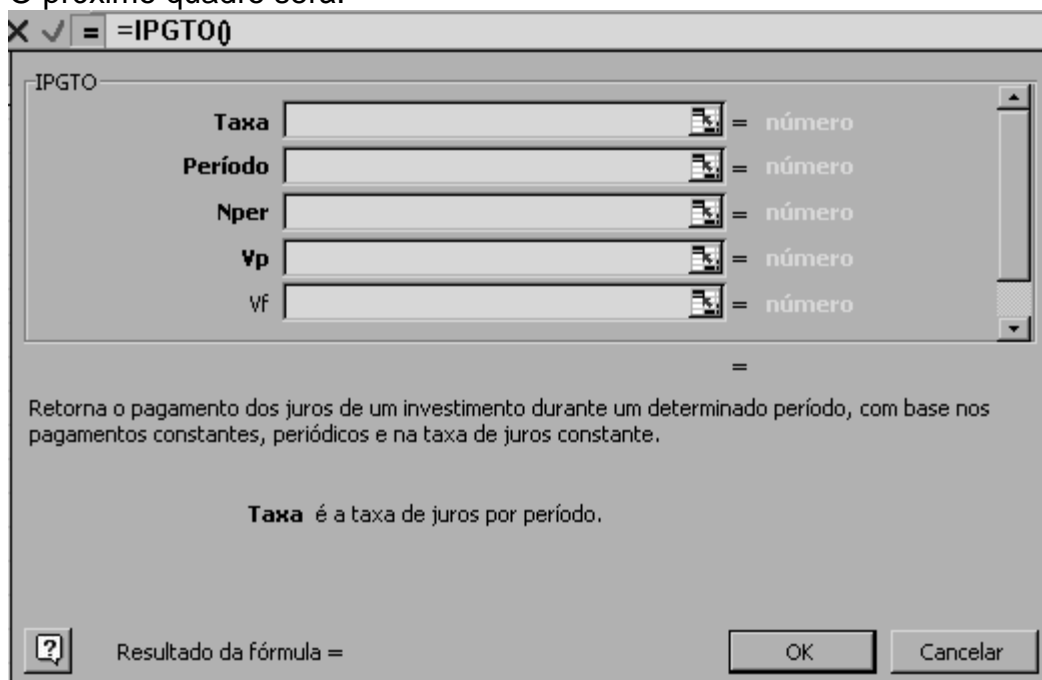 O próximo quadro será:
= =IPGTO()
IPGTO
Taxa = número
Período = número
Nper = número
Vp = número
Vf = número
=
Retorna o pagamento dos juros de um investimento durante um determinado período, com base nos
pagamentos constantes, periódicos e na taxa de juros constante.
Taxa é a taxa de juros por período.
Resultado da fórmula =
OK Cancelar